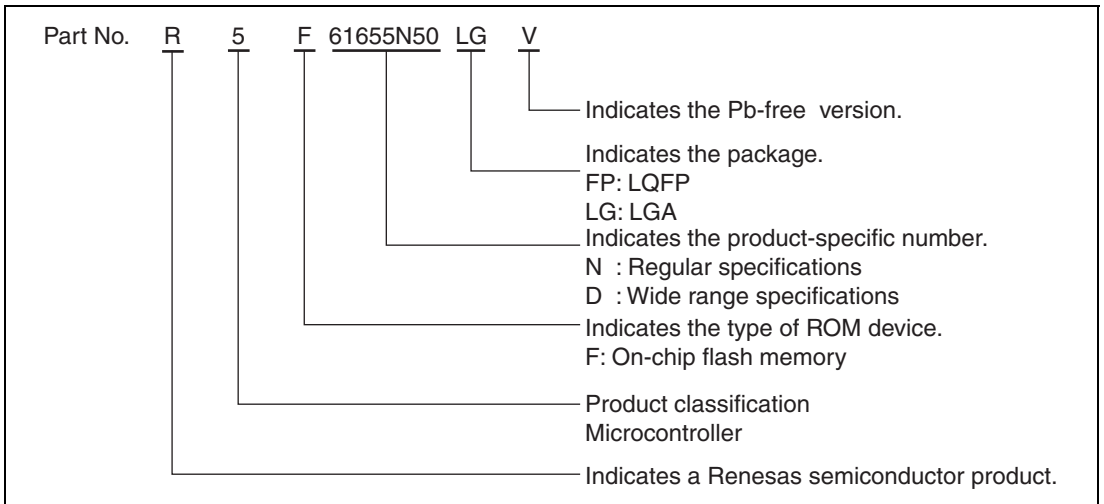 Part No. R 5 F 61655N50 LG V
Indicates the Pb-free version.
Indicates the package.
FP: LQFP
LG: LGA
Indicates the product-specific number.
N : Regular specifications
D : Wide range specifications
Indicates the type of ROM device.
F: On-chip flash memory
Product classification
Microcontroller
Indicates a Renesas semiconductor product.